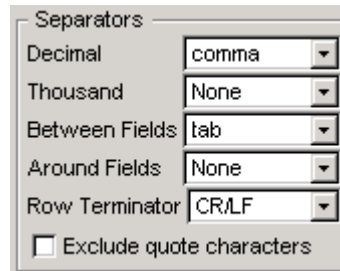 Separators
Decimal comma
Thousand None
Between Fields tab
Around Fields None
Row Terminator CR/LF
Exclude quote characters